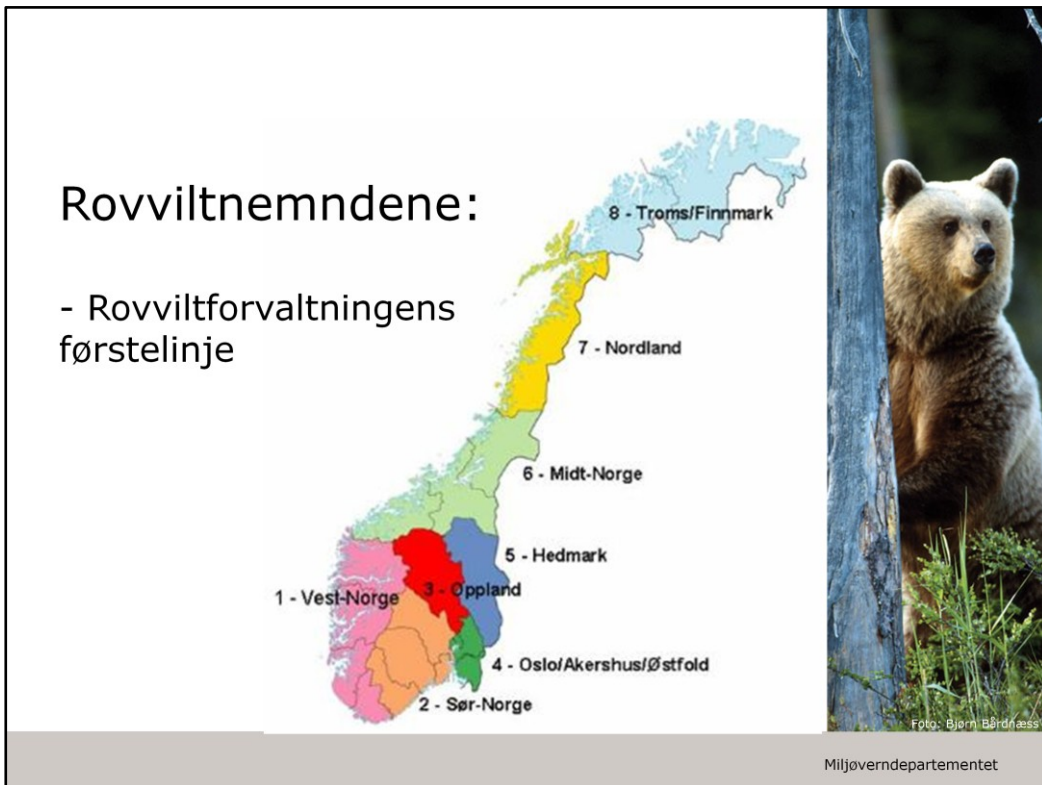 Rovviltnemndene:
- Rovviltforvaltningens
førstelinje
8 - Troms/Finnmark
7 - Nordland
6 - Midt-Norge
5 - Hedmark
3 - Oppland
1 - Vest-Norge
4 - Oslo/Akershus/Østfold
2 - Sør-Norge
Foto: Bjørn Bårdnæss
Miljøverndepartementet